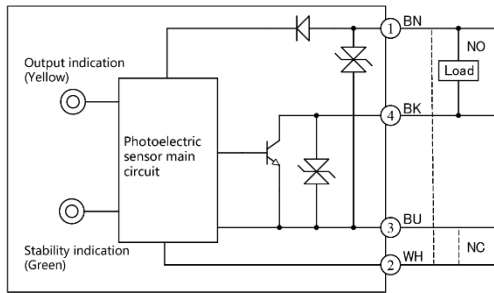 1 BN
NO
Output indication
(Yellow)
Load
4 BK
Photoelectric
sensor main
circuit
3 BU
Stability indication
(Green)
2 WH
NC